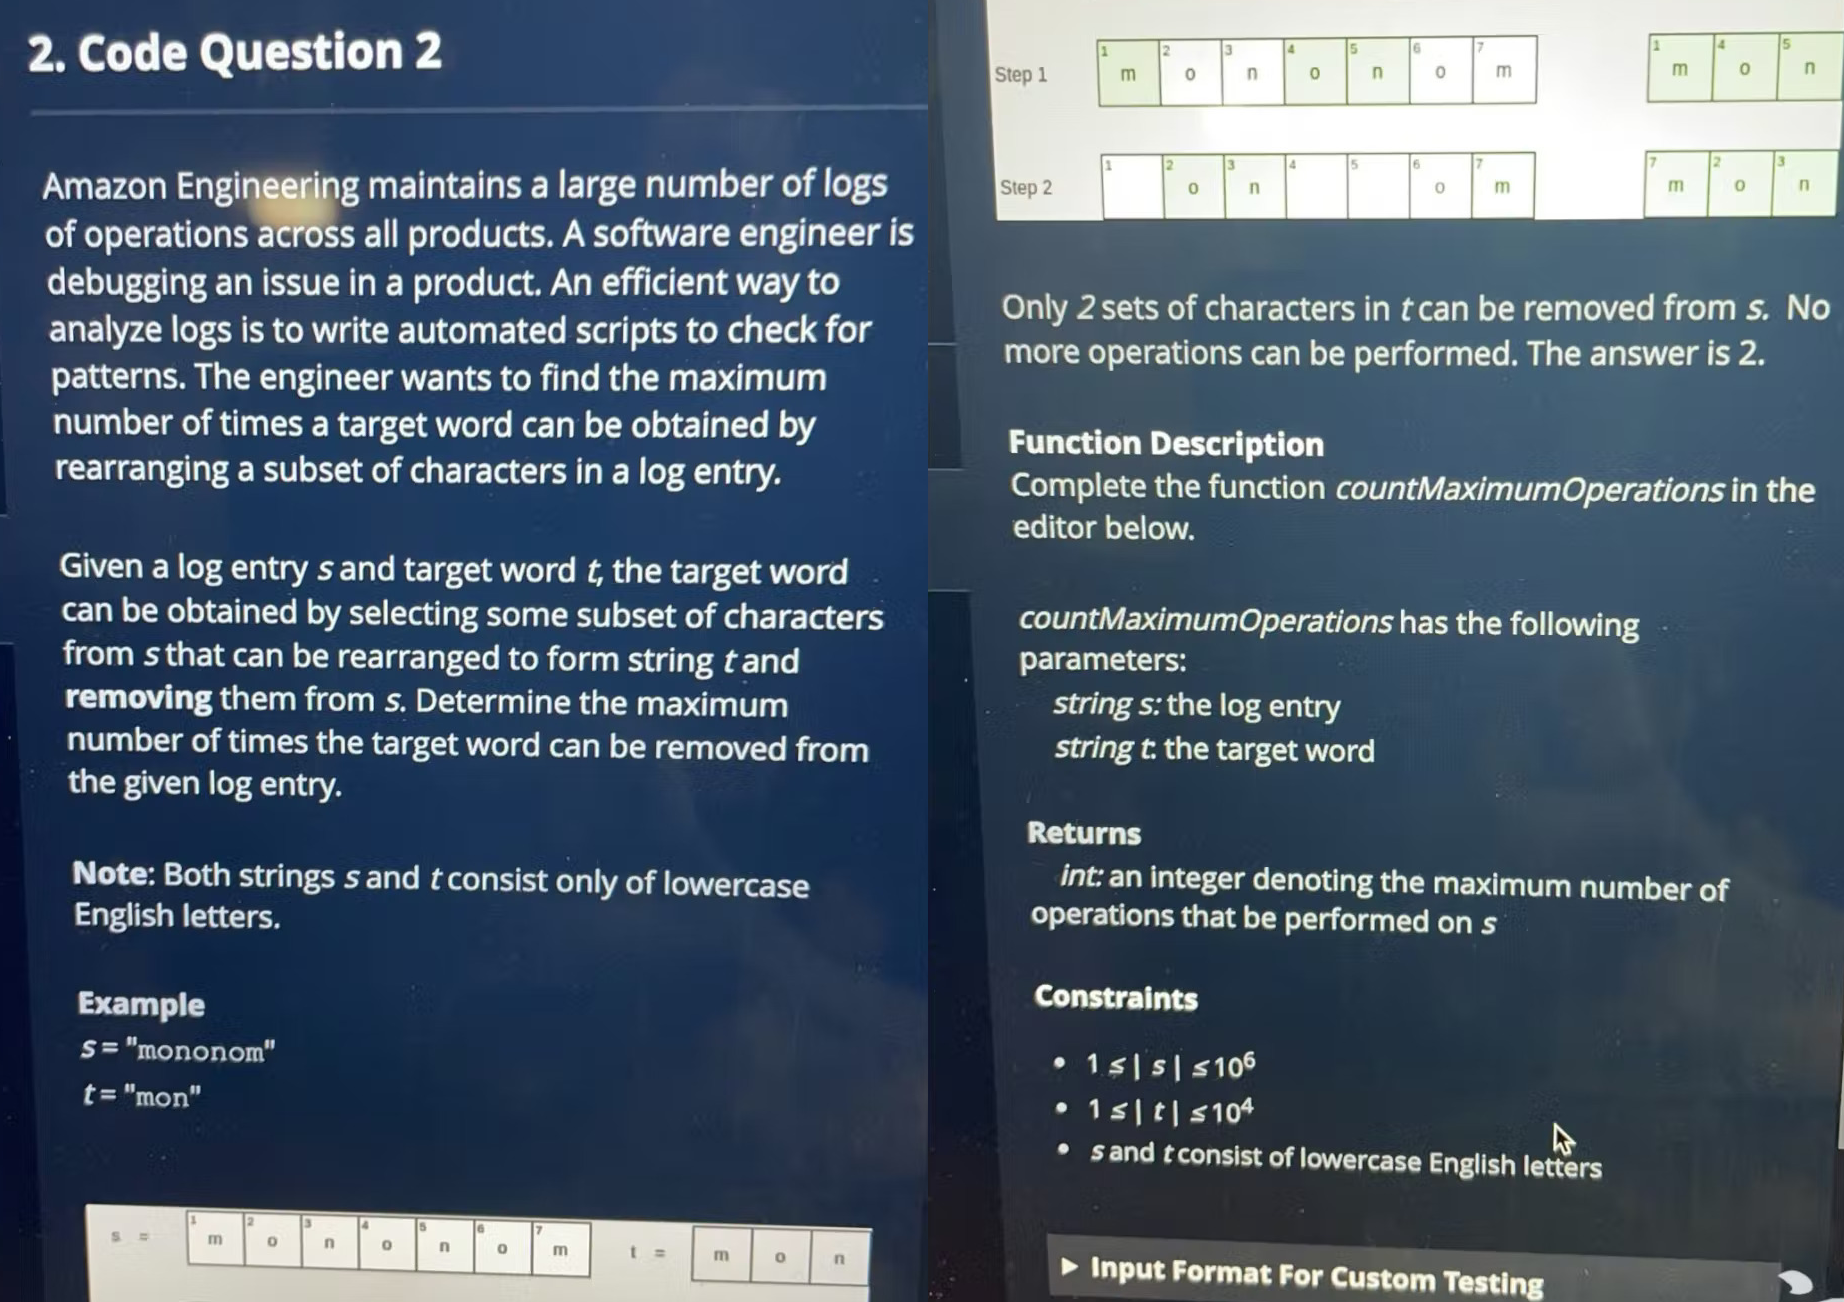 2. Code Question 2
Amazon Engineering maintains a large number of logs
of operations across all products. A software engineer is
debugging an issue in a product. An efficient way to
analyze logs is to write automated scripts to check for
patterns. The engineer wants to find the maximum
number of times a target word can be obtained by
rearranging a subset of characters in a log entry.
Given a log entry s and target word t, the target word
can be obtained by selecting some subset of characters
from s that can be rearranged to form string t and
removing them from s. Determine the maximum
number of times the target word can be removed from
the given log entry.
Note: Both strings s and t consist only of lowercase
English letters.
Example
s = "mononom"
t = "mon"
s = 1 m 2 o 3 n 4 o 5 n 6 o 7 m t = m o n
Step 1 1 m 2 o 3 n 4 o 5 n 6 o 7 m 1 m 4 o 5 n
Step 2 1 2 o 3 n 4 5 6 o 7 m 7 m 2 o 3 n
Only 2 sets of characters in t can be removed from s. No
more operations can be performed. The answer is 2.
Function Description
Complete the function countMaximumOperations in the
editor below.
countMaximumOperations has the following
parameters:
string s: the log entry
string t: the target word
Returns
int: an integer denoting the maximum number of
operations that be performed on s
Constraints
• 1 ≤ | s | ≤ 10⁶
• 1 ≤ | t | ≤ 10⁴
• s and t consist of lowercase English letters
► Input Format For Custom Testing